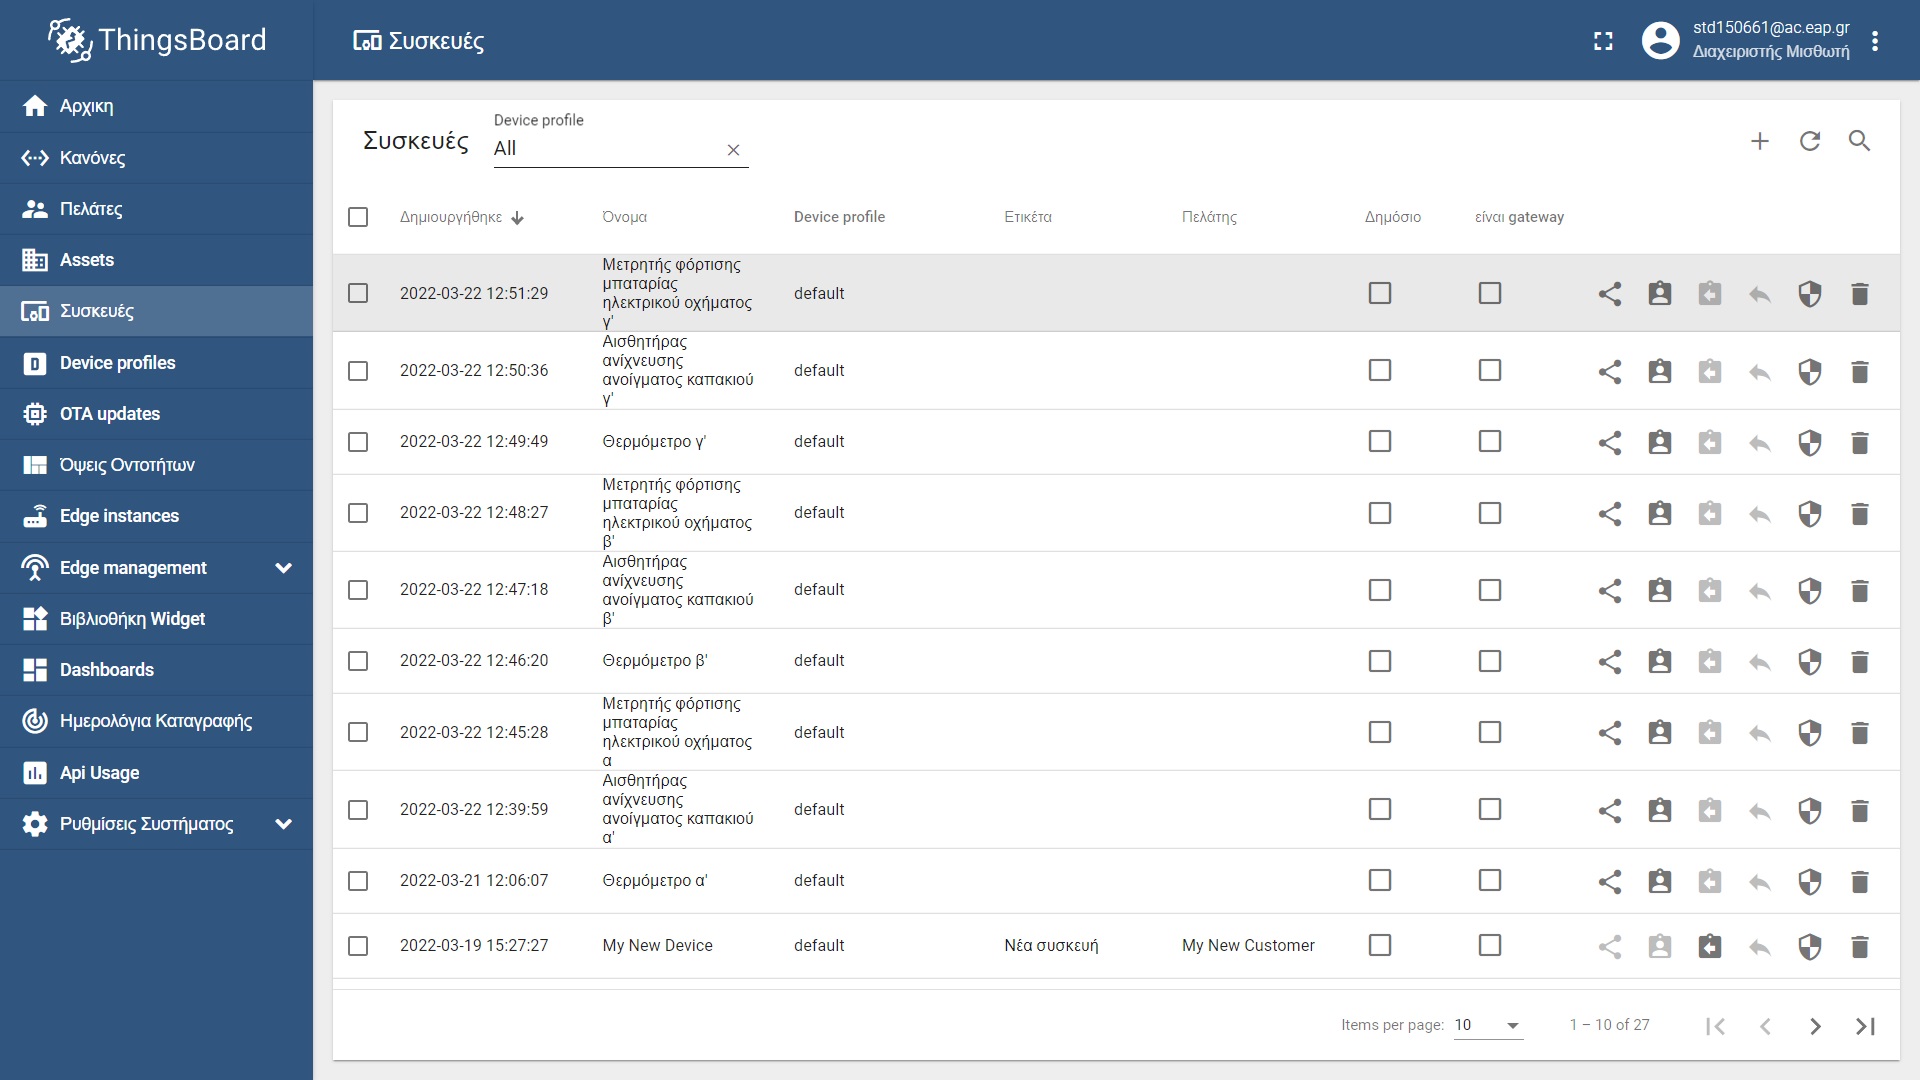 ThingsBoard
Συσκευές
std150661@ac.eap.gr
Διαχειριστής Μισθωτή
Αρχικη
Κανόνες
Πελάτες
Assets
Συσκευές
Device profiles
OTA updates
Όψεις Οντοτήτων
Edge instances
Edge management
Βιβλιοθήκη Widget
Dashboards
Ημερολόγια Καταγραφής
Api Usage
Ρυθμίσεις Συστήματος
Συσκευές
Device profile
All
Δημιουργήθηκε Όνομα Device profile Ετικέτα Πελάτης Δημόσιο είναι gateway
2022-03-22 12:51:29
Μετρητής φόρτισης
μπαταρίας
ηλεκτρικού οχήματος
γ'
default
2022-03-22 12:50:36
Αισθητήρας
ανίχνευσης
ανοίγματος καπακιού
γ'
default
2022-03-22 12:49:49 Θερμόμετρο γ' default
2022-03-22 12:48:27
Μετρητής φόρτισης
μπαταρίας
ηλεκτρικού οχήματος
β'
default
2022-03-22 12:47:18
Αισθητήρας
ανίχνευσης
ανοίγματος καπακιού
β'
default
2022-03-22 12:46:20 Θερμόμετρο β' default
2022-03-22 12:45:28
Μετρητής φόρτισης
μπαταρίας
ηλεκτρικού οχήματος
α
default
2022-03-22 12:39:59
Αισθητήρας
ανίχνευσης
ανοίγματος καπακιού
α'
default
2022-03-21 12:06:07 Θερμόμετρο α' default
2022-03-19 15:27:27 My New Device default Νέα συσκευή My New Customer
Items per page: 10 1 – 10 of 27